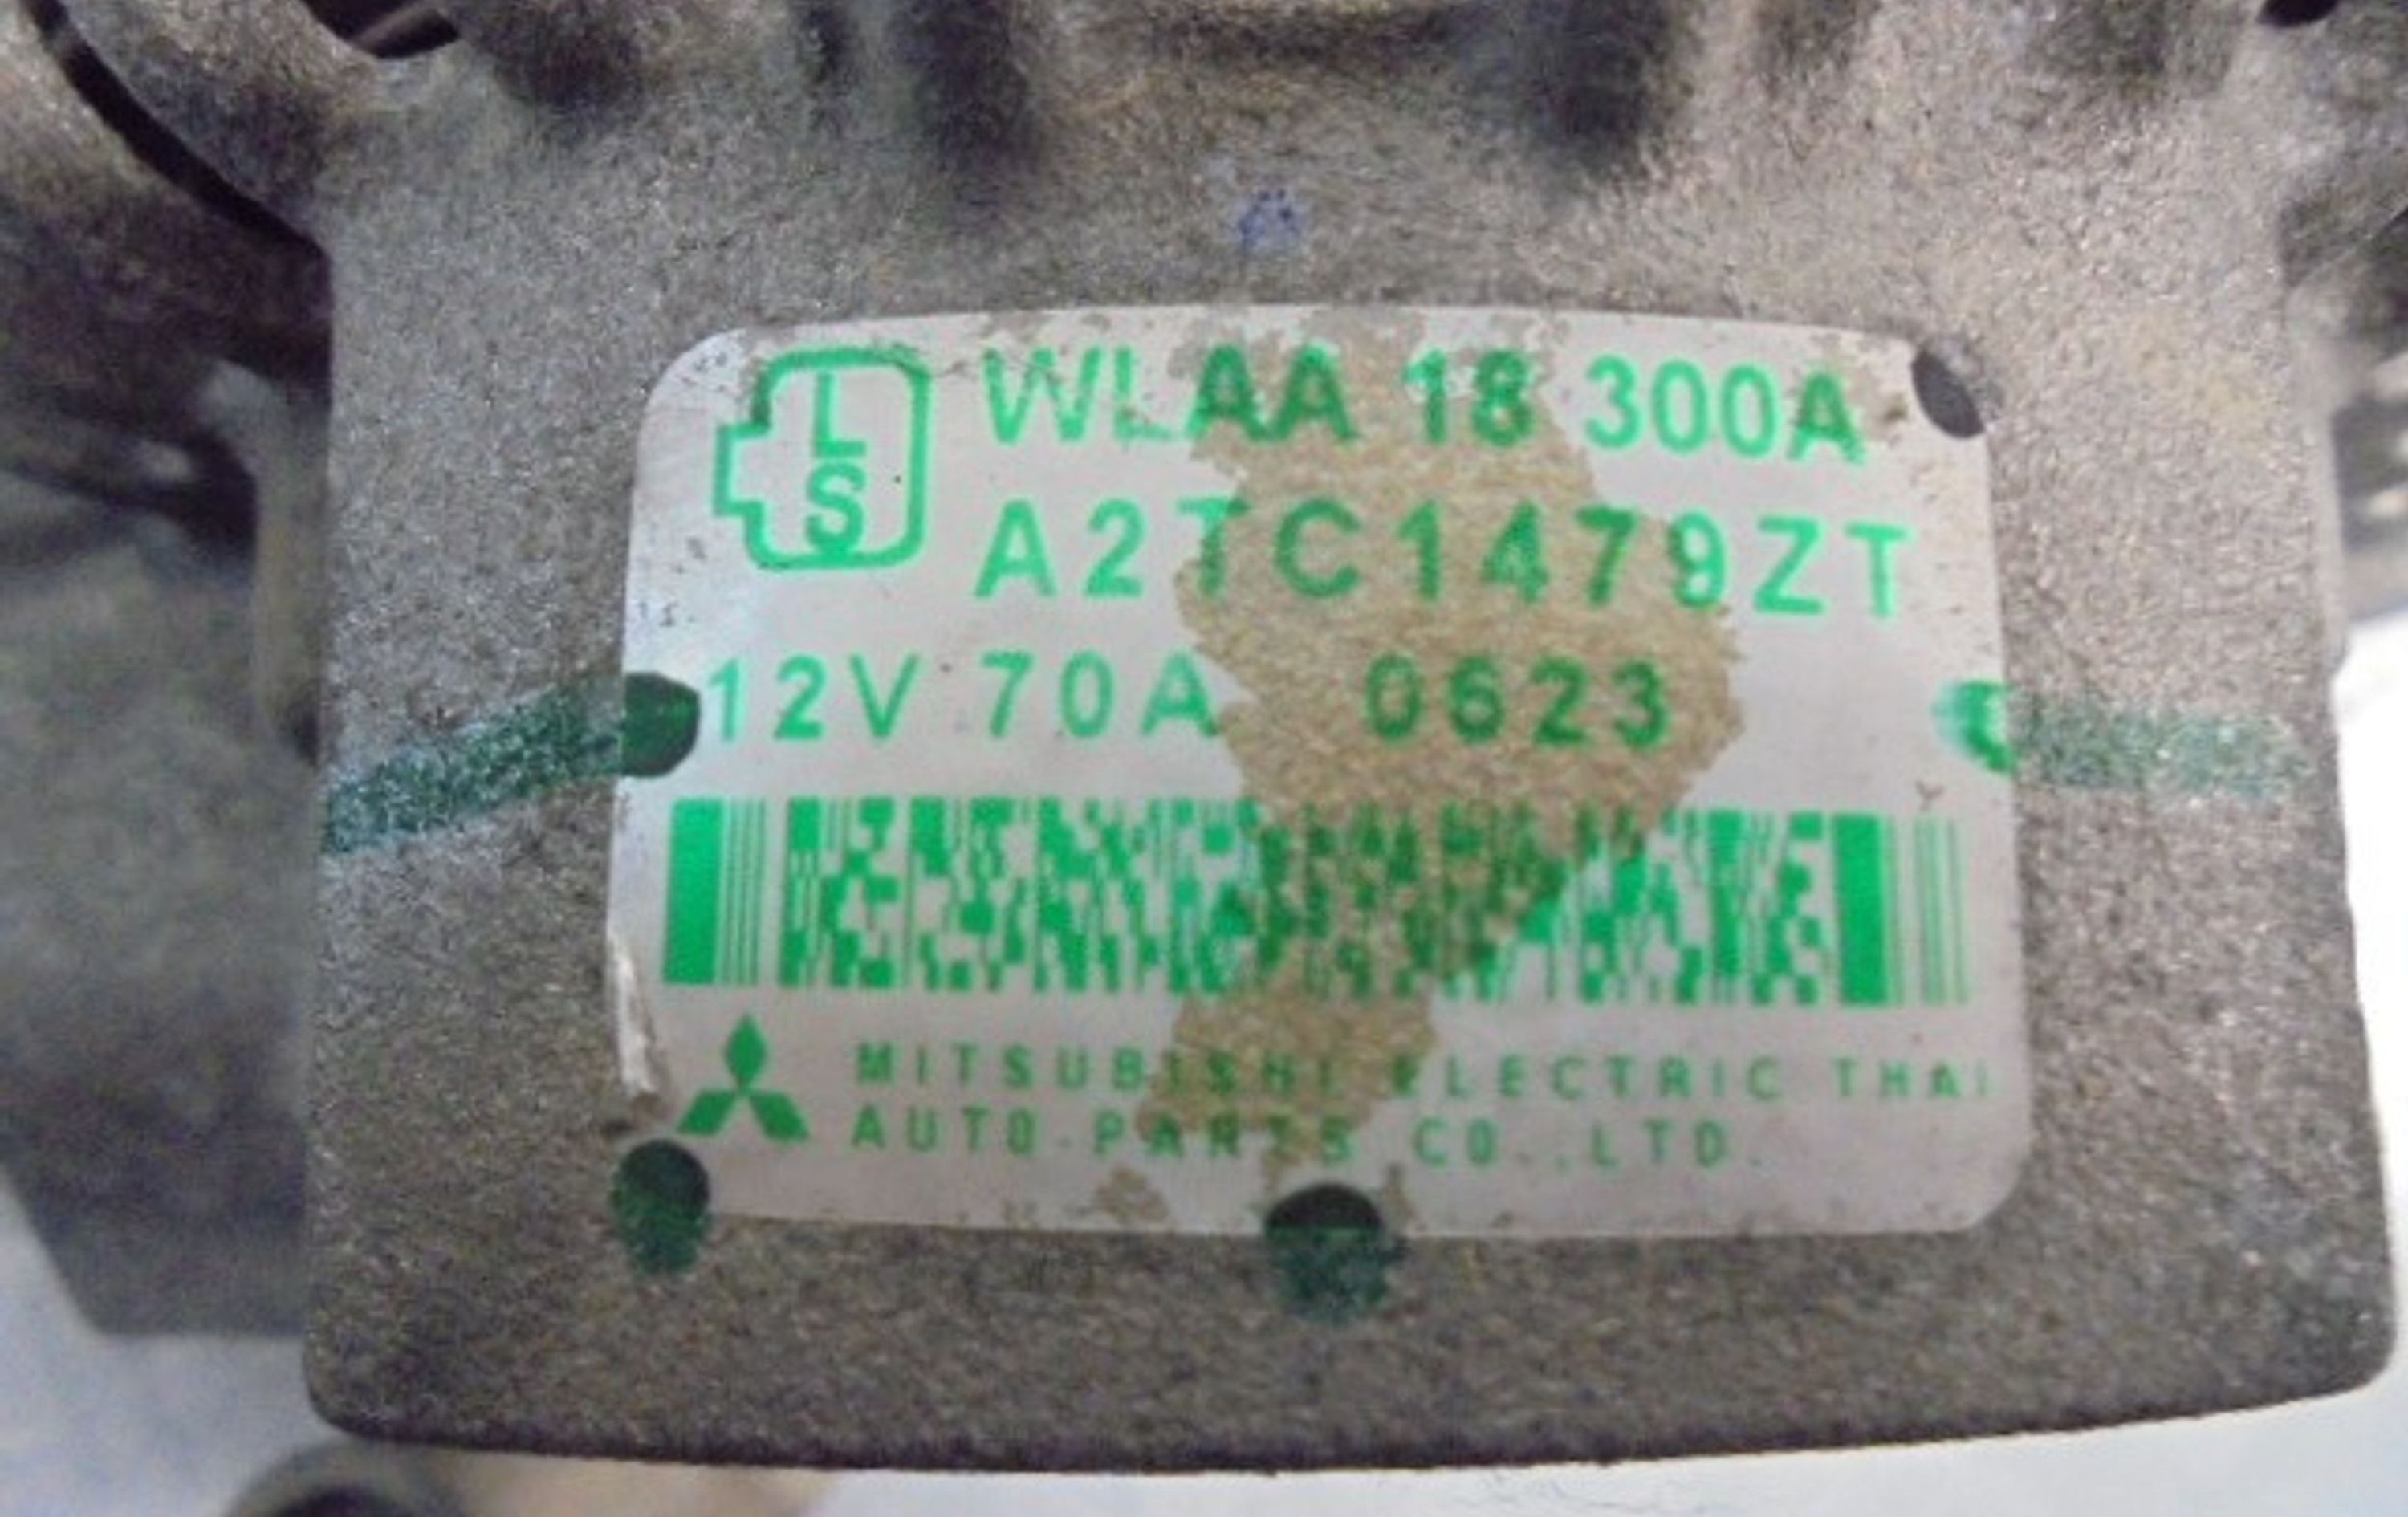 L
S
WLAA 18 300A
A2TC1479ZT
12V 70A 0623
MITSUBISHI ELECTRIC THAI
AUTO-PARTS CO.,LTD.